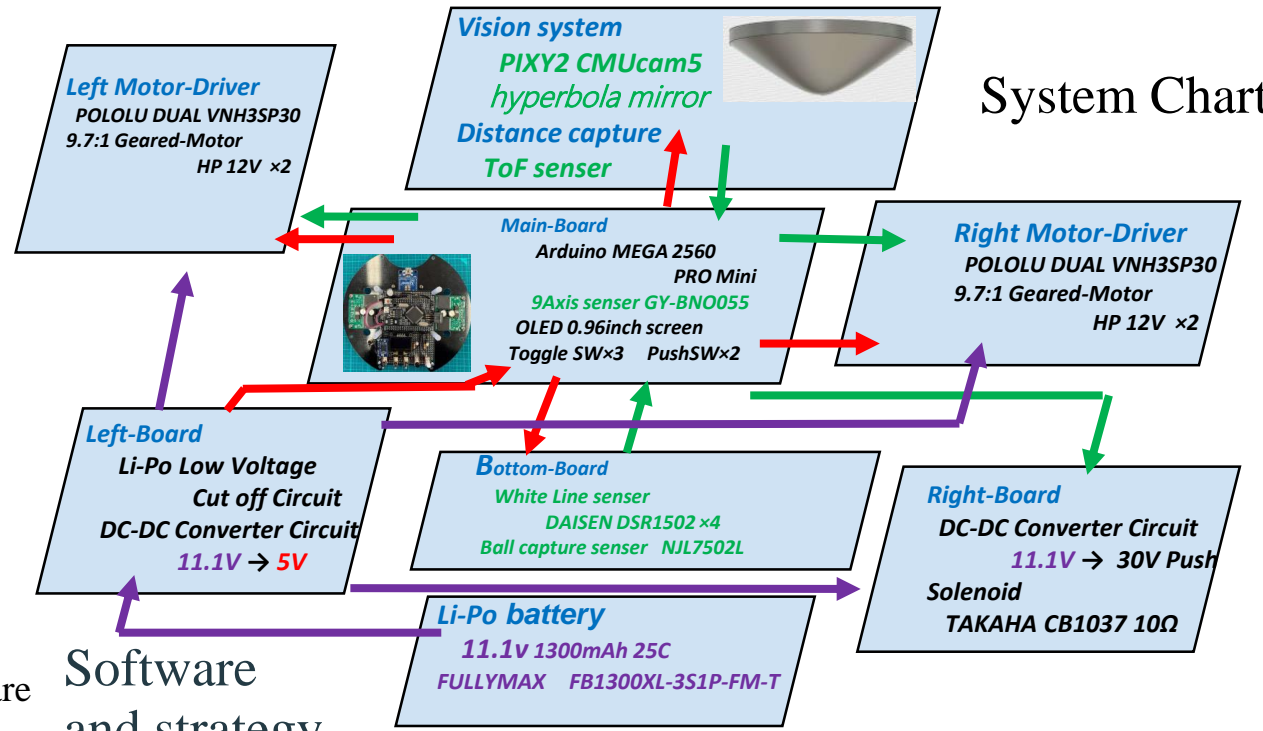 Vision system
PIXY2 CMUcam5
hyperbola mirror
Distance capture
ToF senser
System Chart
Left Motor-Driver
POLOLU DUAL VNH3SP30
9.7:1 Geared-Motor
HP 12V ×2
Main-Board
Arduino MEGA 2560
PRO Mini
9Axis senser GY-BNO055
OLED 0.96inch screen
Toggle SW×3 PushSW×2
Right Motor-Driver
POLOLU DUAL VNH3SP30
9.7:1 Geared-Motor
HP 12V ×2
Left-Board
Li-Po Low Voltage
Cut off Circuit
DC-DC Converter Circuit
11.1V → 5V
Bottom-Board
White Line senser
DAISEN DSR1502 ×4
Ball capture senser NJL7502L
Right-Board
DC-DC Converter Circuit
11.1V → 30V Push
Solenoid
TAKAHA CB1037 10Ω
Li-Po battery
11.1v 1300mAh 25C
FULLYMAX FB1300XL-3S1P-FM-T
are
Software
and strategy